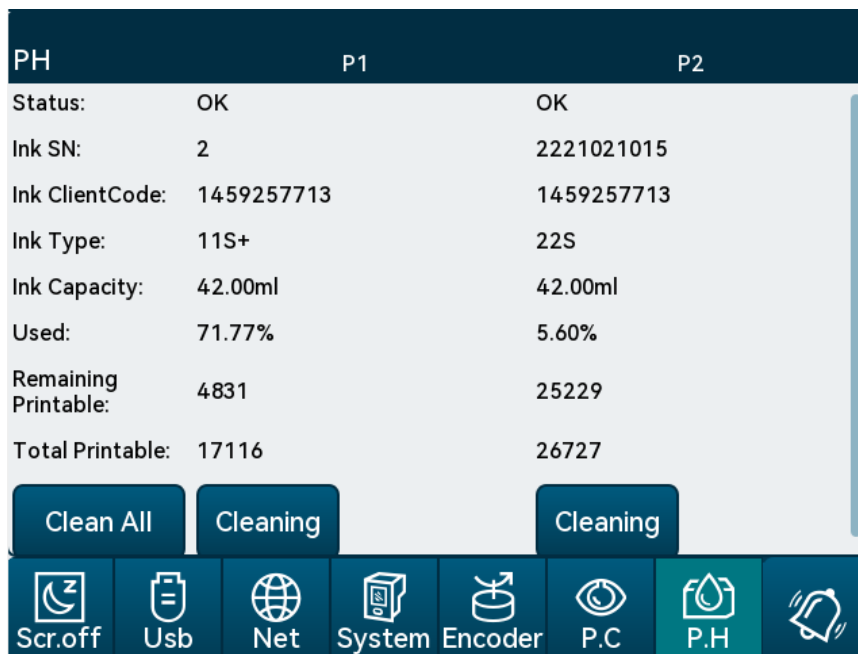 PH P1 P2
Status: OK OK
Ink SN: 2 2221021015
Ink ClientCode: 1459257713 1459257713
Ink Type: 11S+ 22S
Ink Capacity: 42.00ml 42.00ml
Used: 71.77% 5.60%
Remaining
Printable: 4831 25229
Total Printable: 17116 26727
Clean All Cleaning Cleaning
Scr.off Usb Net System Encoder P.C P.H